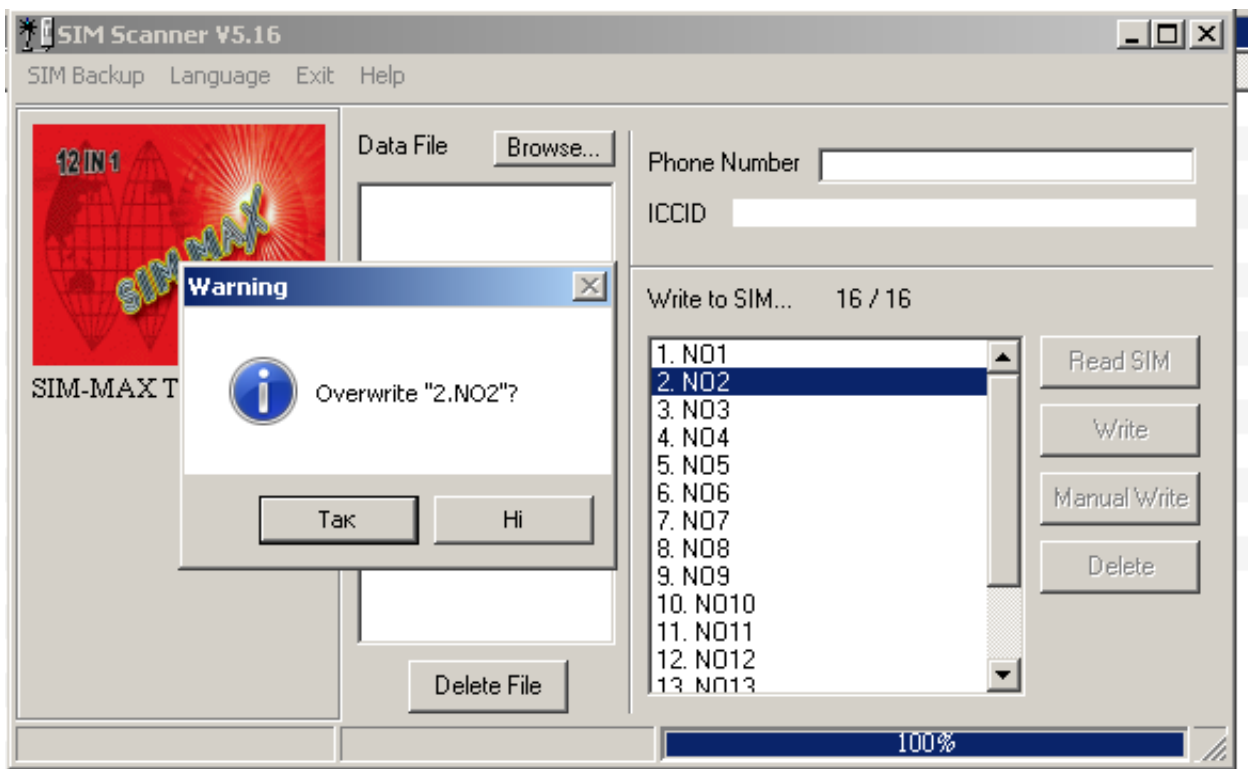 SIM Scanner V5.16
SIM Backup Language Exit Help
12 IN 1
SIM MAX
SIM-MAX T
Data File Browse...
Phone Number
ICCID
Warning
Overwrite "2.NO2"?
Так Ні
Write to SIM... 16 / 16
1. NO1
2. NO2
3. NO3
4. NO4
5. NO5
6. NO6
7. NO7
8. NO8
9. NO9
10. NO10
11. NO11
12. NO12
13. NO13
Read SIM
Write
Manual Write
Delete
Delete File
100%